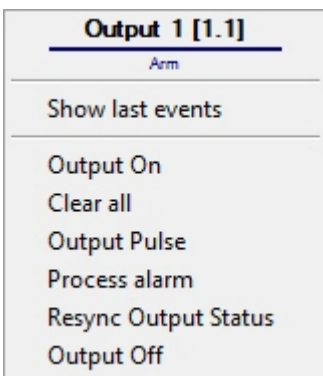 Output 1 [1.1]
Arm
Show last events
Output On
Clear all
Output Pulse
Process alarm
Resync Output Status
Output Off